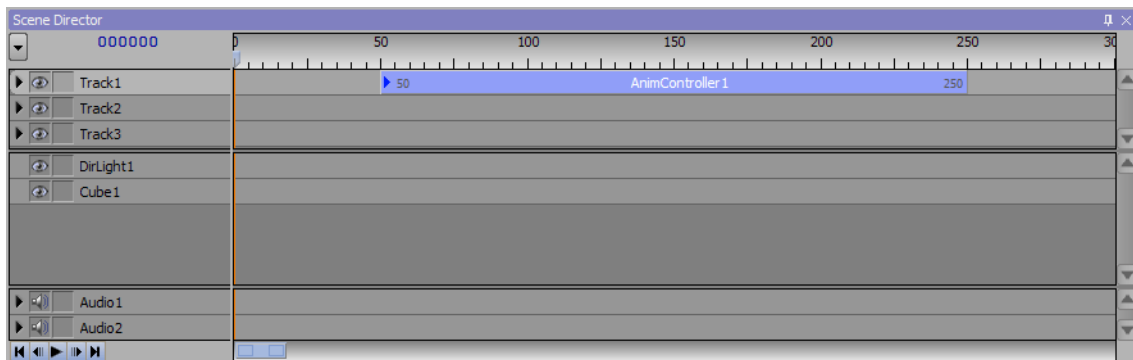 Scene Director
000000 0 50 100 150 200 250 30
Track1 50 AnimController1 250
Track2
Track3
DirLight1
Cube1
Audio1
Audio2